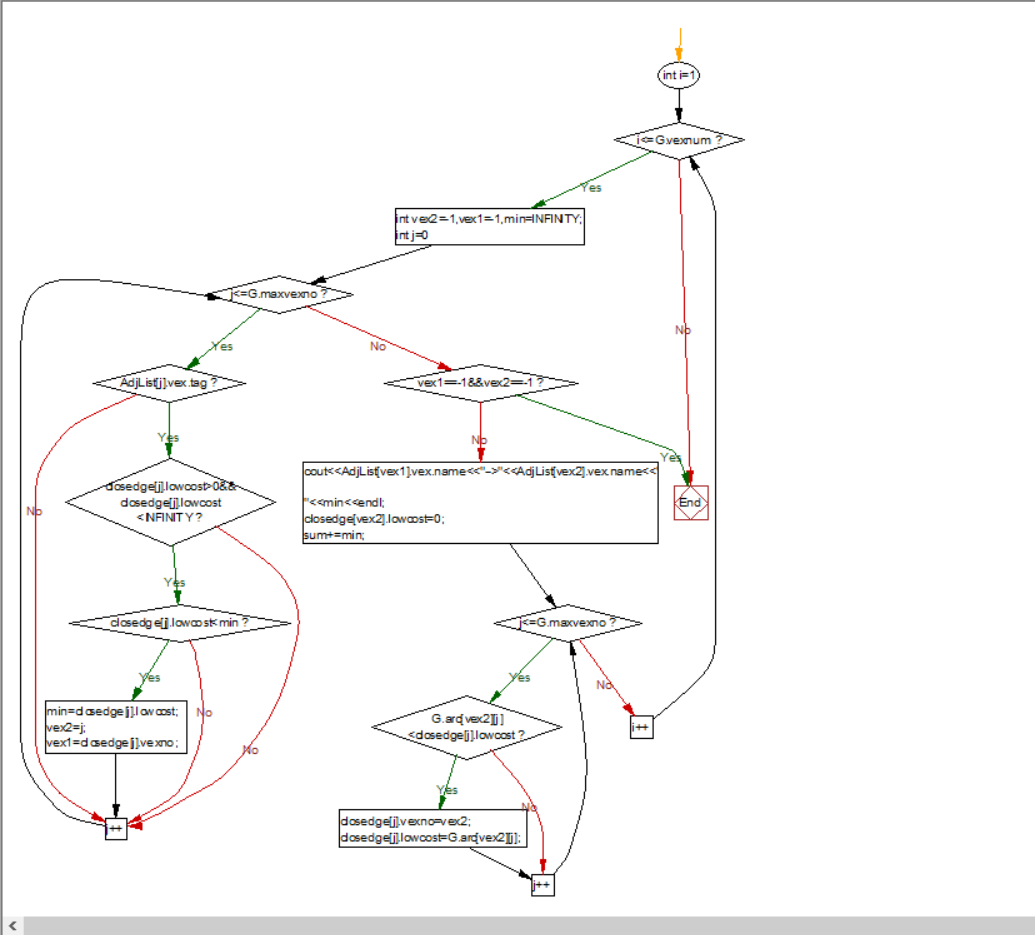 int i=1
i<=G.vexnum ?
Yes
No
int vex2=-1,vex1=-1,min=INFINITY;
int j=0
j<=G.maxvexno ?
Yes
No
AdjList[j].vex.tag ?
Yes
No
vex1==-1&&vex2==-1 ?
No
Yes
closedge[j].lowcost>0&&
closedge[j].lowcost
<INFINITY ?
Yes
No
cout<<AdjList[vex1].vex.name<<"->"<<AdjList[vex2].vex.name<<"
"<<min<<endl;
closedge[vex2].lowcost=0;
sum+=min;
End
closedge[j].lowcost<min ?
Yes
No
j<=G.maxvexno ?
Yes
No
min=closedge[j].lowcost;
vex2=j;
vex1=closedge[j].vexno;
G.arc[vex2][j]
<closedge[j].lowcost ?
Yes
No
i++
closedge[j].vexno=vex2;
closedge[j].lowcost=G.arc[vex2][j];
j++
j++